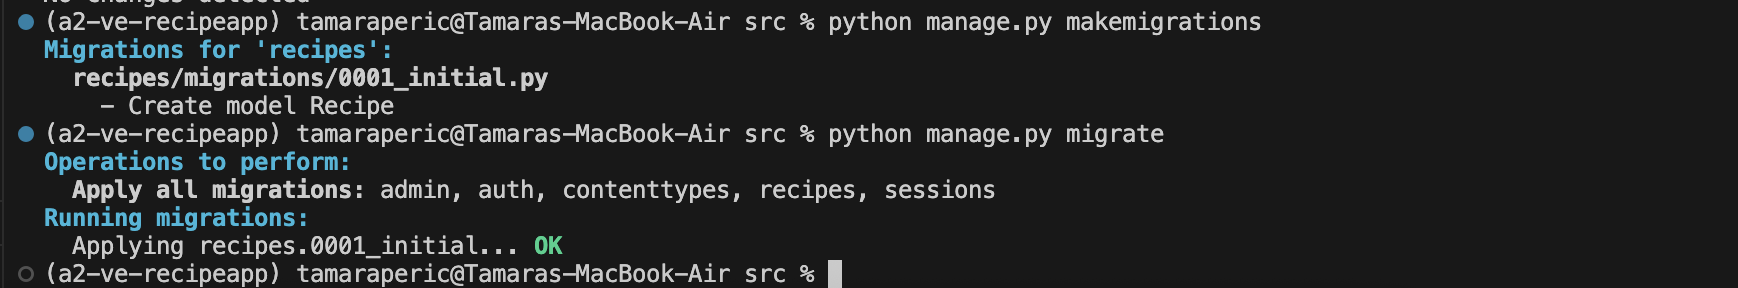 No changes detected
(a2-ve-recipeapp) tamaraperic@Tamaras-MacBook-Air src % python manage.py makemigrations
Migrations for 'recipes':
recipes/migrations/0001_initial.py
- Create model Recipe
(a2-ve-recipeapp) tamaraperic@Tamaras-MacBook-Air src % python manage.py migrate
Operations to perform:
Apply all migrations: admin, auth, contenttypes, recipes, sessions
Running migrations:
Applying recipes.0001_initial... OK
(a2-ve-recipeapp) tamaraperic@Tamaras-MacBook-Air src %